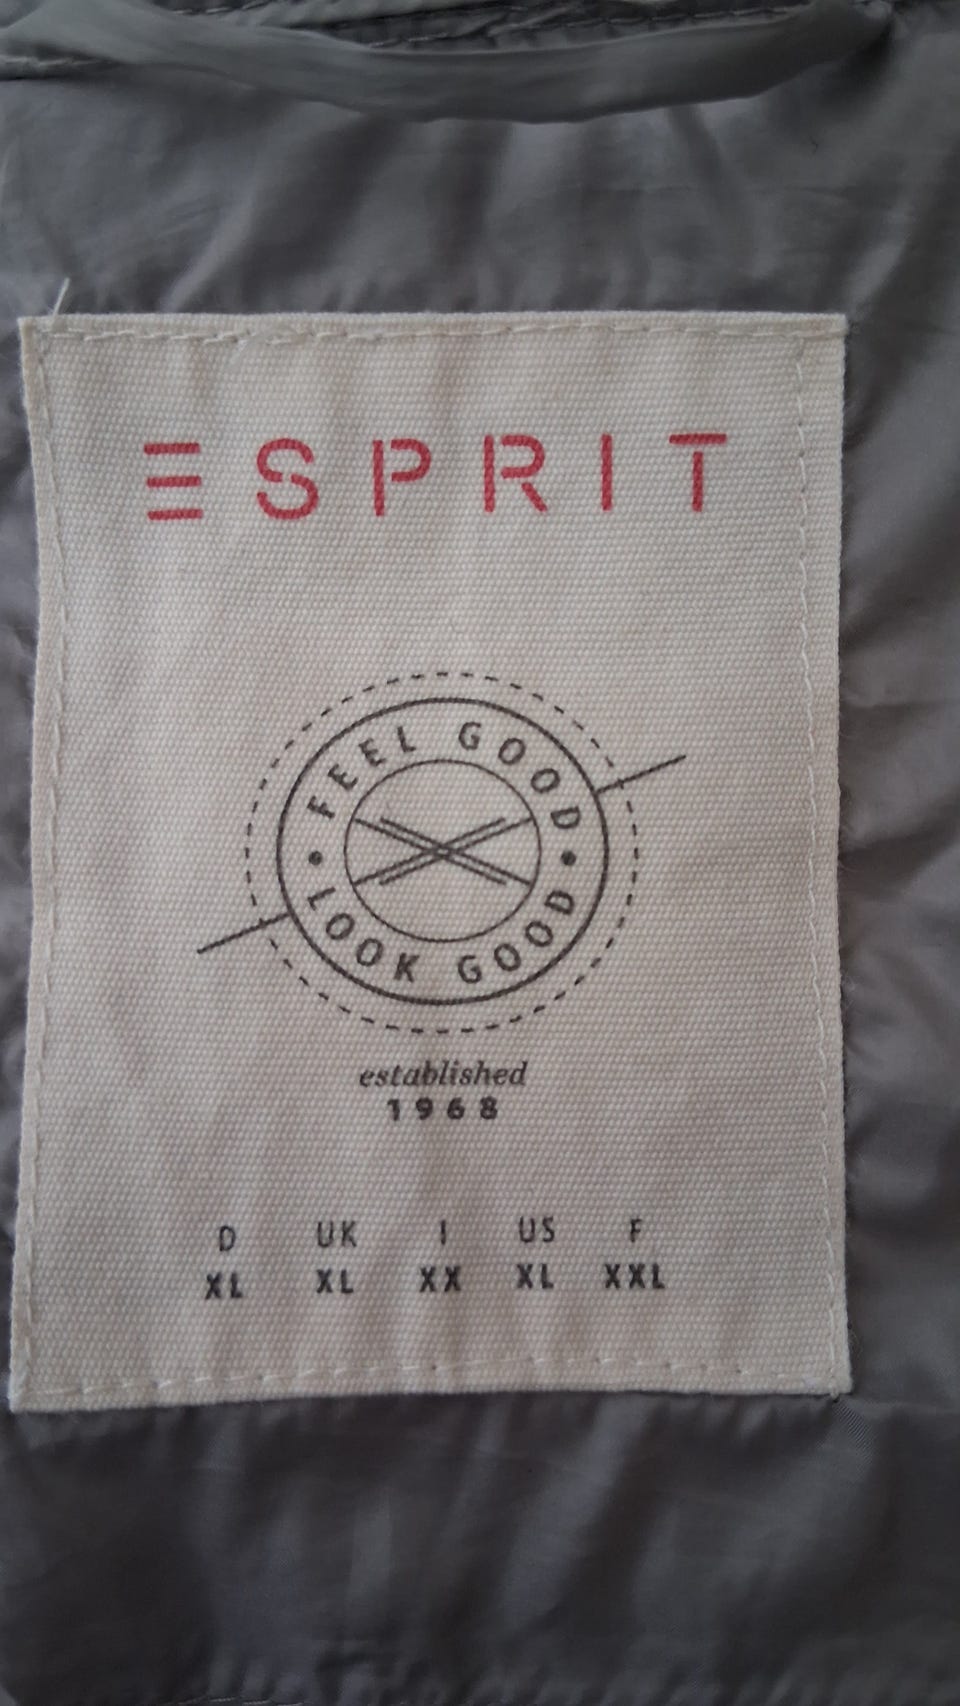 ESPRIT
FEEL GOOD
LOOK GOOD
established
1968
D UK I US F
XL XL XX XL XXL